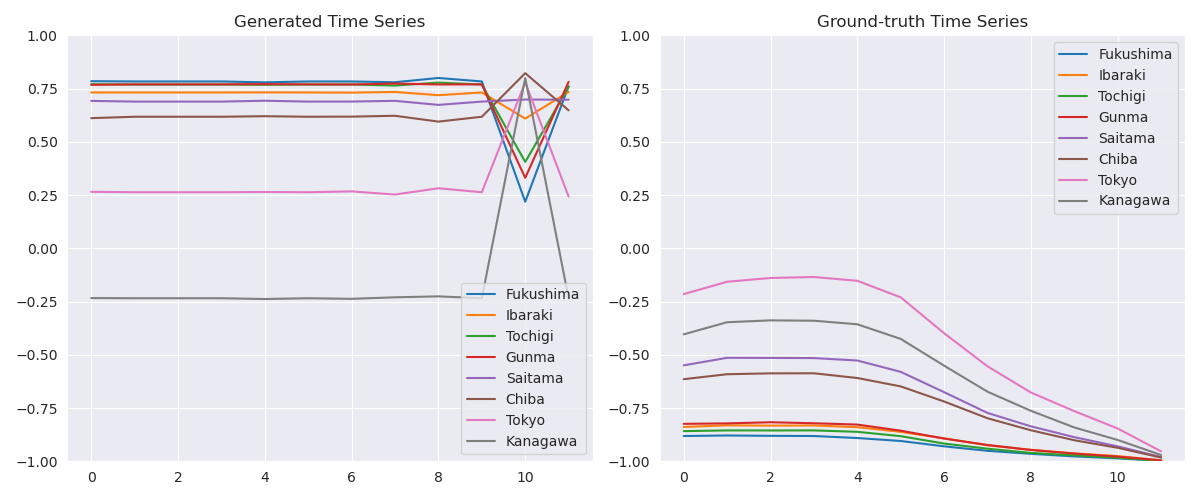 Generated Time Series
1.00
0.75
0.50
0.25
0.00
−0.25
−0.50
−0.75
−1.00
0 2 4 6 8 10
Fukushima
Ibaraki
Tochigi
Gunma
Saitama
Chiba
Tokyo
Kanagawa
Ground-truth Time Series
1.00
0.75
0.50
0.25
0.00
−0.25
−0.50
−0.75
−1.00
0 2 4 6 8 10
Fukushima
Ibaraki
Tochigi
Gunma
Saitama
Chiba
Tokyo
Kanagawa